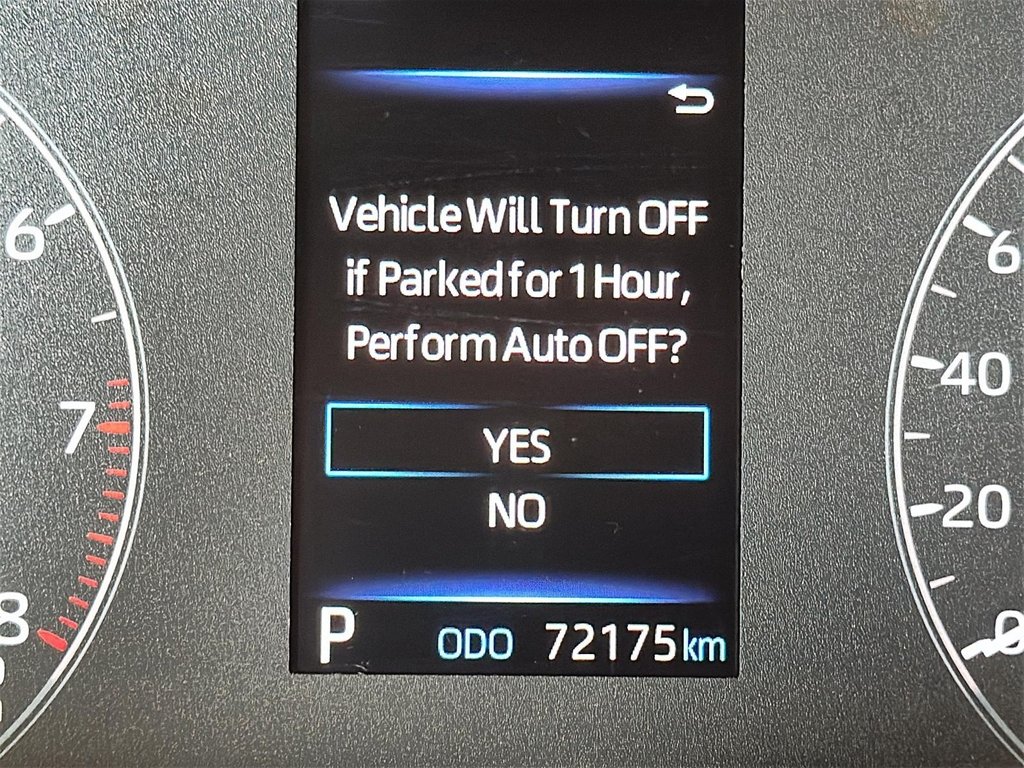 Vehicle Will Turn OFF
if Parked for 1 Hour,
Perform Auto OFF?
YES
NO
P ODO 72175 km
6
7
8
6
40
20
0